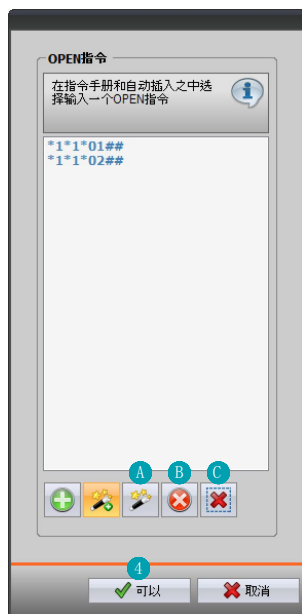 OPEN指令
在指令手册和自动插入之中选
择输入一个OPEN指令
*1*1*01##
*1*1*02##
A B C
4
可以 取消